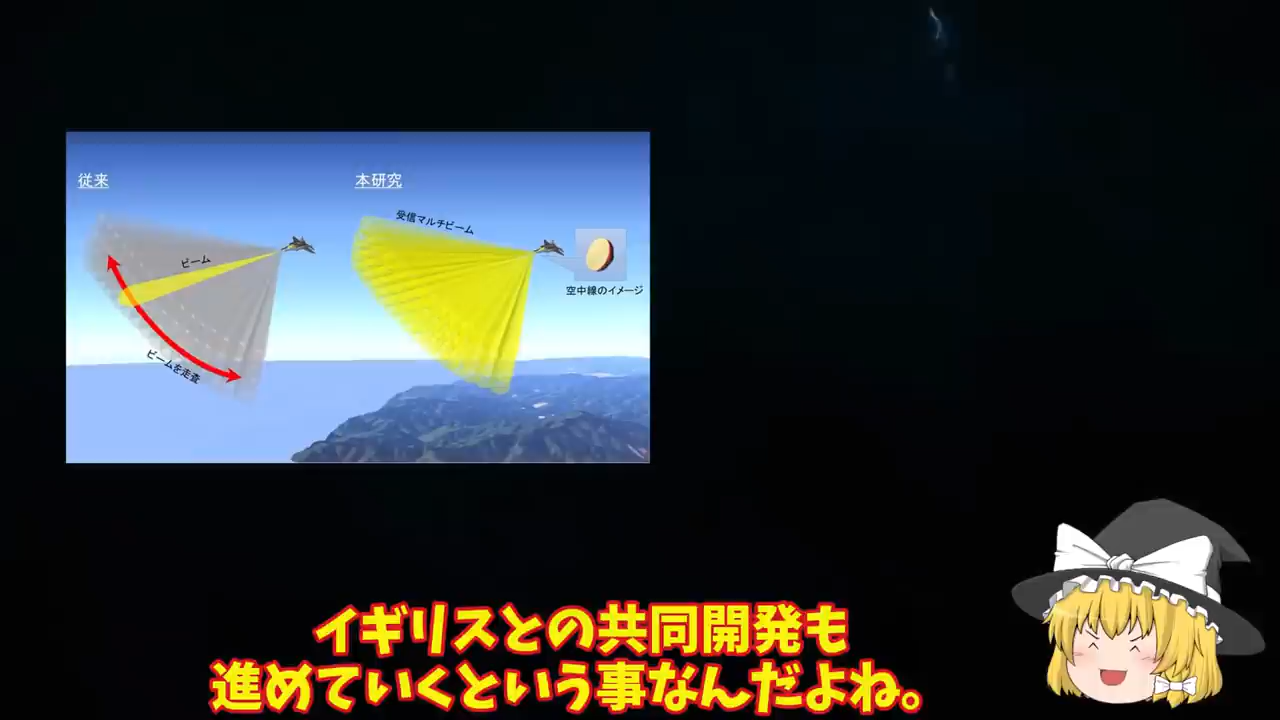 従来
本研究
受信マルチビーム
ビーム
空中線のイメージ
ビームを走査
イギリスとの共同開発も
進めていくという事なんだよね。